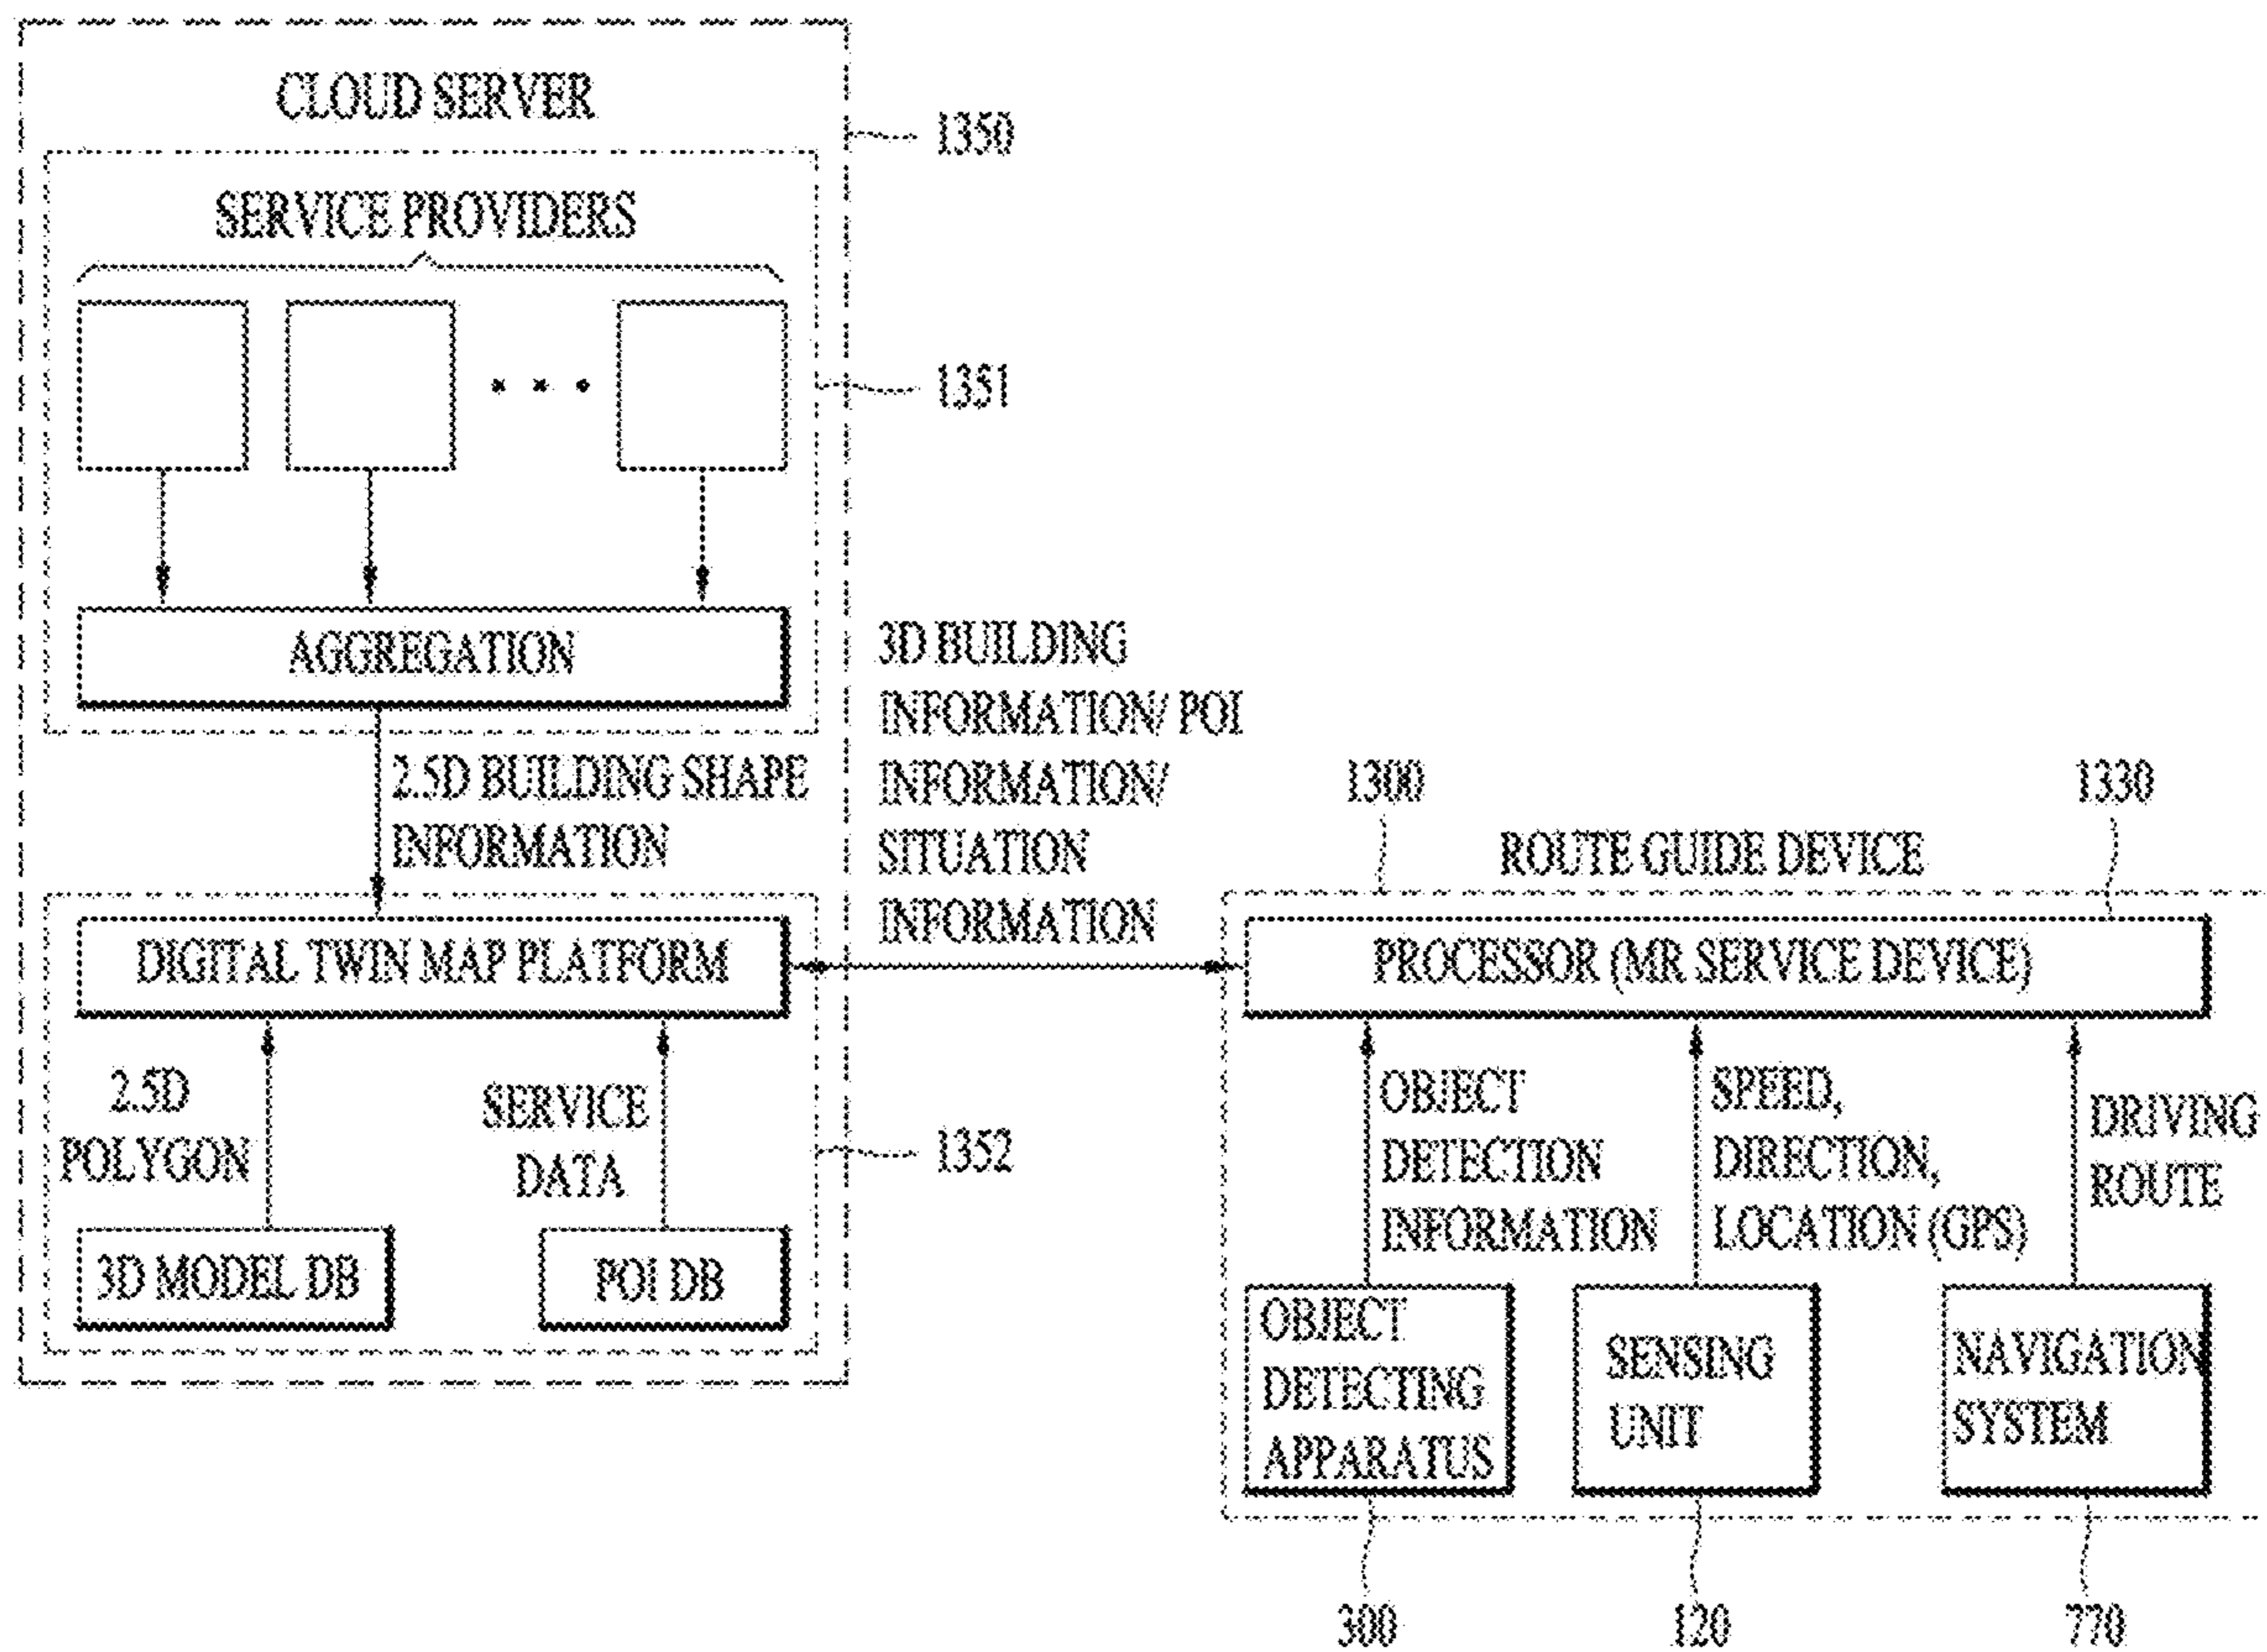 CLOUD SERVER
1350
SERVICE PROVIDERS
1351
AGGREGATION
2.5D BUILDING SHAPE
INFORMATION
3D BUILDING
INFORMATION/ POI
INFORMATION/
SITUATION
INFORMATION
DIGITAL TWIN MAP PLATFORM
2.5D
POLYGON
SERVICE
DATA
1352
3D MODEL DB
POI DB
1300
1330
ROUTE GUIDE DEVICE
PROCESSOR (MR SERVICE DEVICE)
OBJECT
DETECTION
INFORMATION
SPEED,
DIRECTION,
LOCATION (GPS)
DRIVING
ROUTE
OBJECT
DETECTING
APPARATUS
SENSING
UNIT
NAVIGATION
SYSTEM
300
120
770